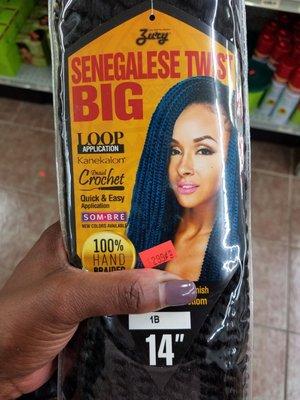 Zury
SENEGALESE TWIST
BIG
LOOP
APPLICATION
Kanekalon
Braid
Crochet
Quick & Easy
Application
SOM-BRE
NEW COLORS AVAILABLE
100%
HAND
BRAIDED
1B
14"